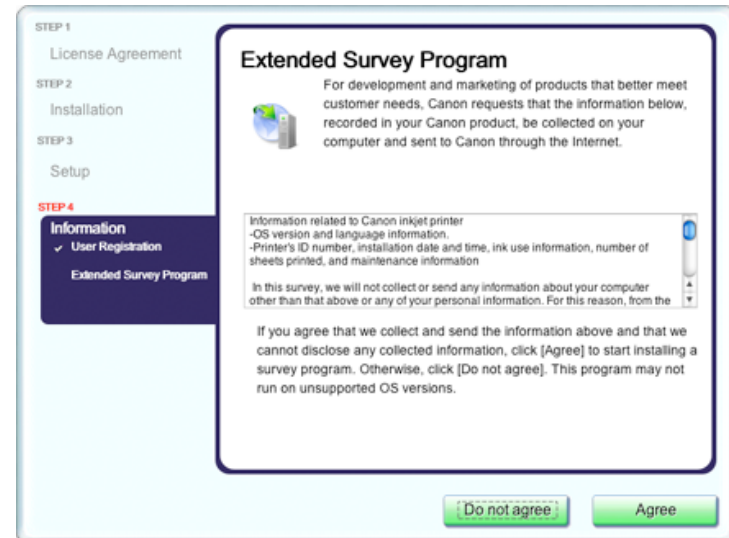 STEP 1
License Agreement
STEP 2
Installation
STEP 3
Setup
STEP 4
Information
✓ User Registration
Extended Survey Program
Extended Survey Program
For development and marketing of products that better meet
customer needs, Canon requests that the information below,
recorded in your Canon product, be collected on your
computer and sent to Canon through the Internet.
Information related to Canon inkjet printer
-OS version and language information.
-Printer's ID number, installation date and time, ink use information, number of
sheets printed, and maintenance information
In this survey, we will not collect or send any information about your computer
other than that above or any of your personal information. For this reason, from the
If you agree that we collect and send the information above and that we
cannot disclose any collected information, click [Agree] to start installing a
survey program. Otherwise, click [Do not agree]. This program may not
run on unsupported OS versions.
Do not agree
Agree